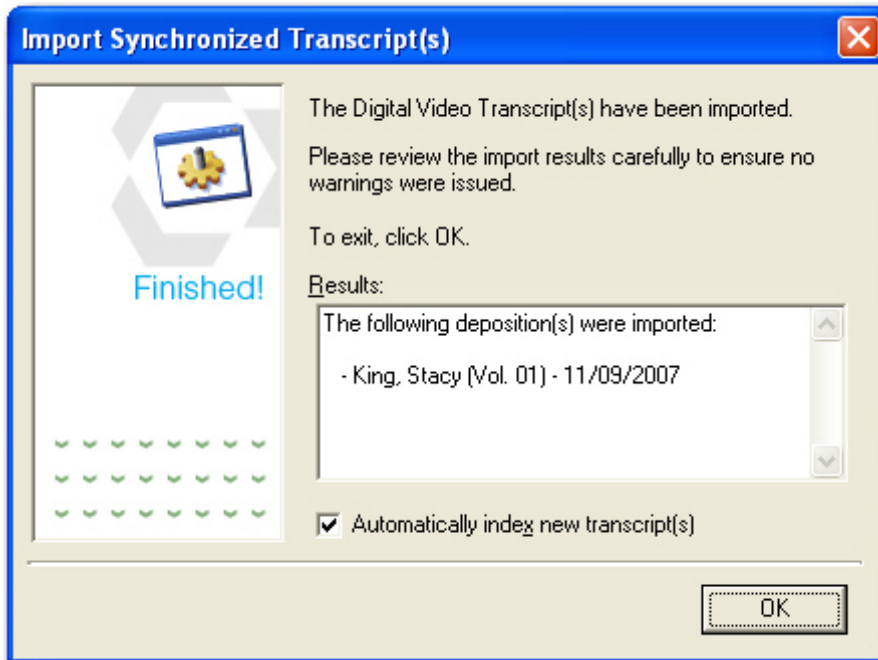 Import Synchronized Transcript(s)
The Digital Video Transcript(s) have been imported.
Please review the import results carefully to ensure no
warnings were issued.
To exit, click OK.
Finished!
Results:
The following deposition(s) were imported:
- King, Stacy (Vol. 01) - 11/09/2007
Automatically index new transcript(s)
OK